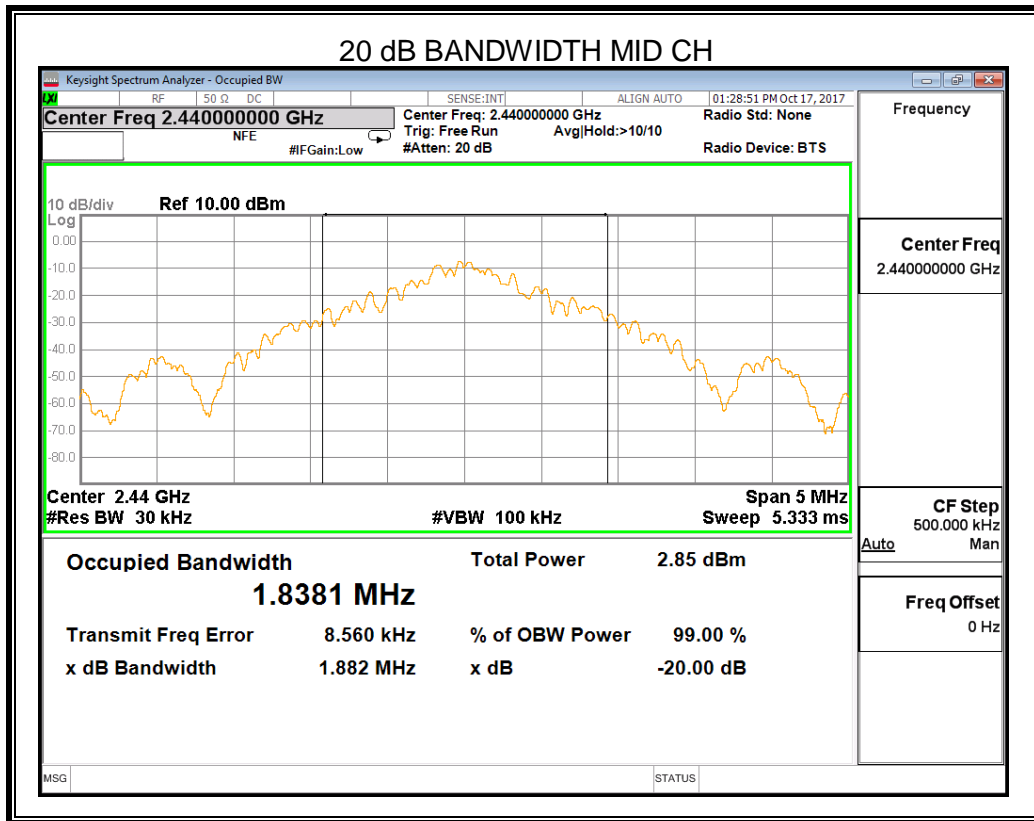 20 dB BANDWIDTH MID CH
Keysight Spectrum Analyzer - Occupied BW
LXI RF 50 Ω DC SENSE:INT ALIGN AUTO 01:28:51 PM Oct 17, 2017
Center Freq 2.440000000 GHz
NFE
#IFGain:Low
Center Freq: 2.440000000 GHz
Trig: Free Run Avg|Hold:>10/10
#Atten: 20 dB
Radio Std: None
Radio Device: BTS
10 dB/div Ref 10.00 dBm
Log
0.00
-10.0
-20.0
-30.0
-40.0
-50.0
-60.0
-70.0
-80.0
Center 2.44 GHz Span 5 MHz
#Res BW 30 kHz #VBW 100 kHz Sweep 5.333 ms
Occupied Bandwidth Total Power 2.85 dBm
1.8381 MHz
Transmit Freq Error 8.560 kHz % of OBW Power 99.00 %
x dB Bandwidth 1.882 MHz x dB -20.00 dB
MSG STATUS
Frequency
Center Freq
2.440000000 GHz
CF Step
500.000 kHz
Auto Man
Freq Offset
0 Hz